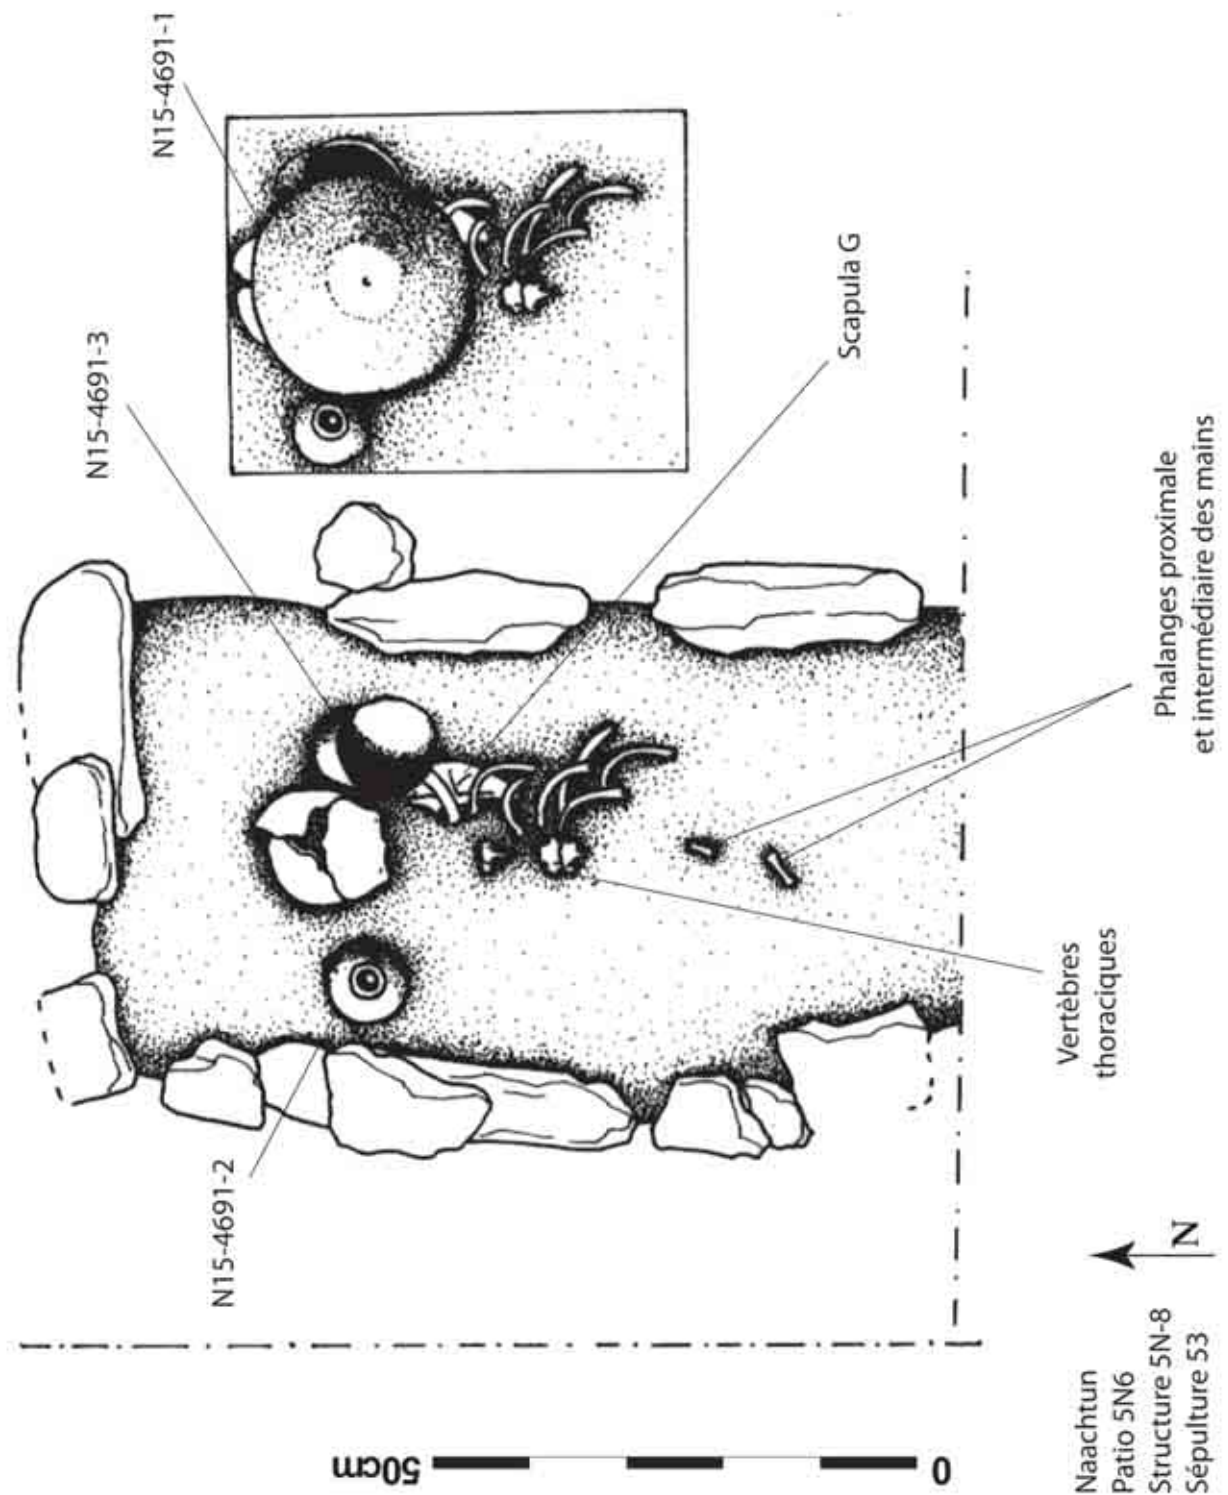 N15-4691-1
N15-4691-3
Scapula G
Phalanges proximale
et intermédiaire des mains
Vertèbres
thoraciques
N15-4691-2
N
Naachtun
Patio 5N6
Structure 5N-8
Sépulture 53
0
50cm